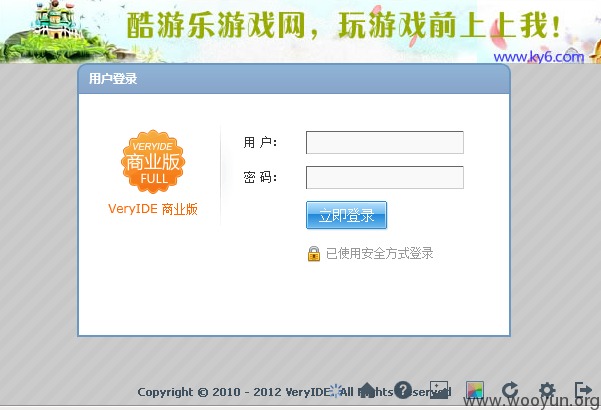 酷游乐游戏网，玩游戏前上上我！
www.ky6.com
用户登录
VERYIDE
商业版
FULL
VeryIDE 商业版
用 户：
密 码：
立即登录
已使用安全方式登录
Copyright © 2010 - 2012 VeryIDE. All Rights Reserved
www.wooyun.org